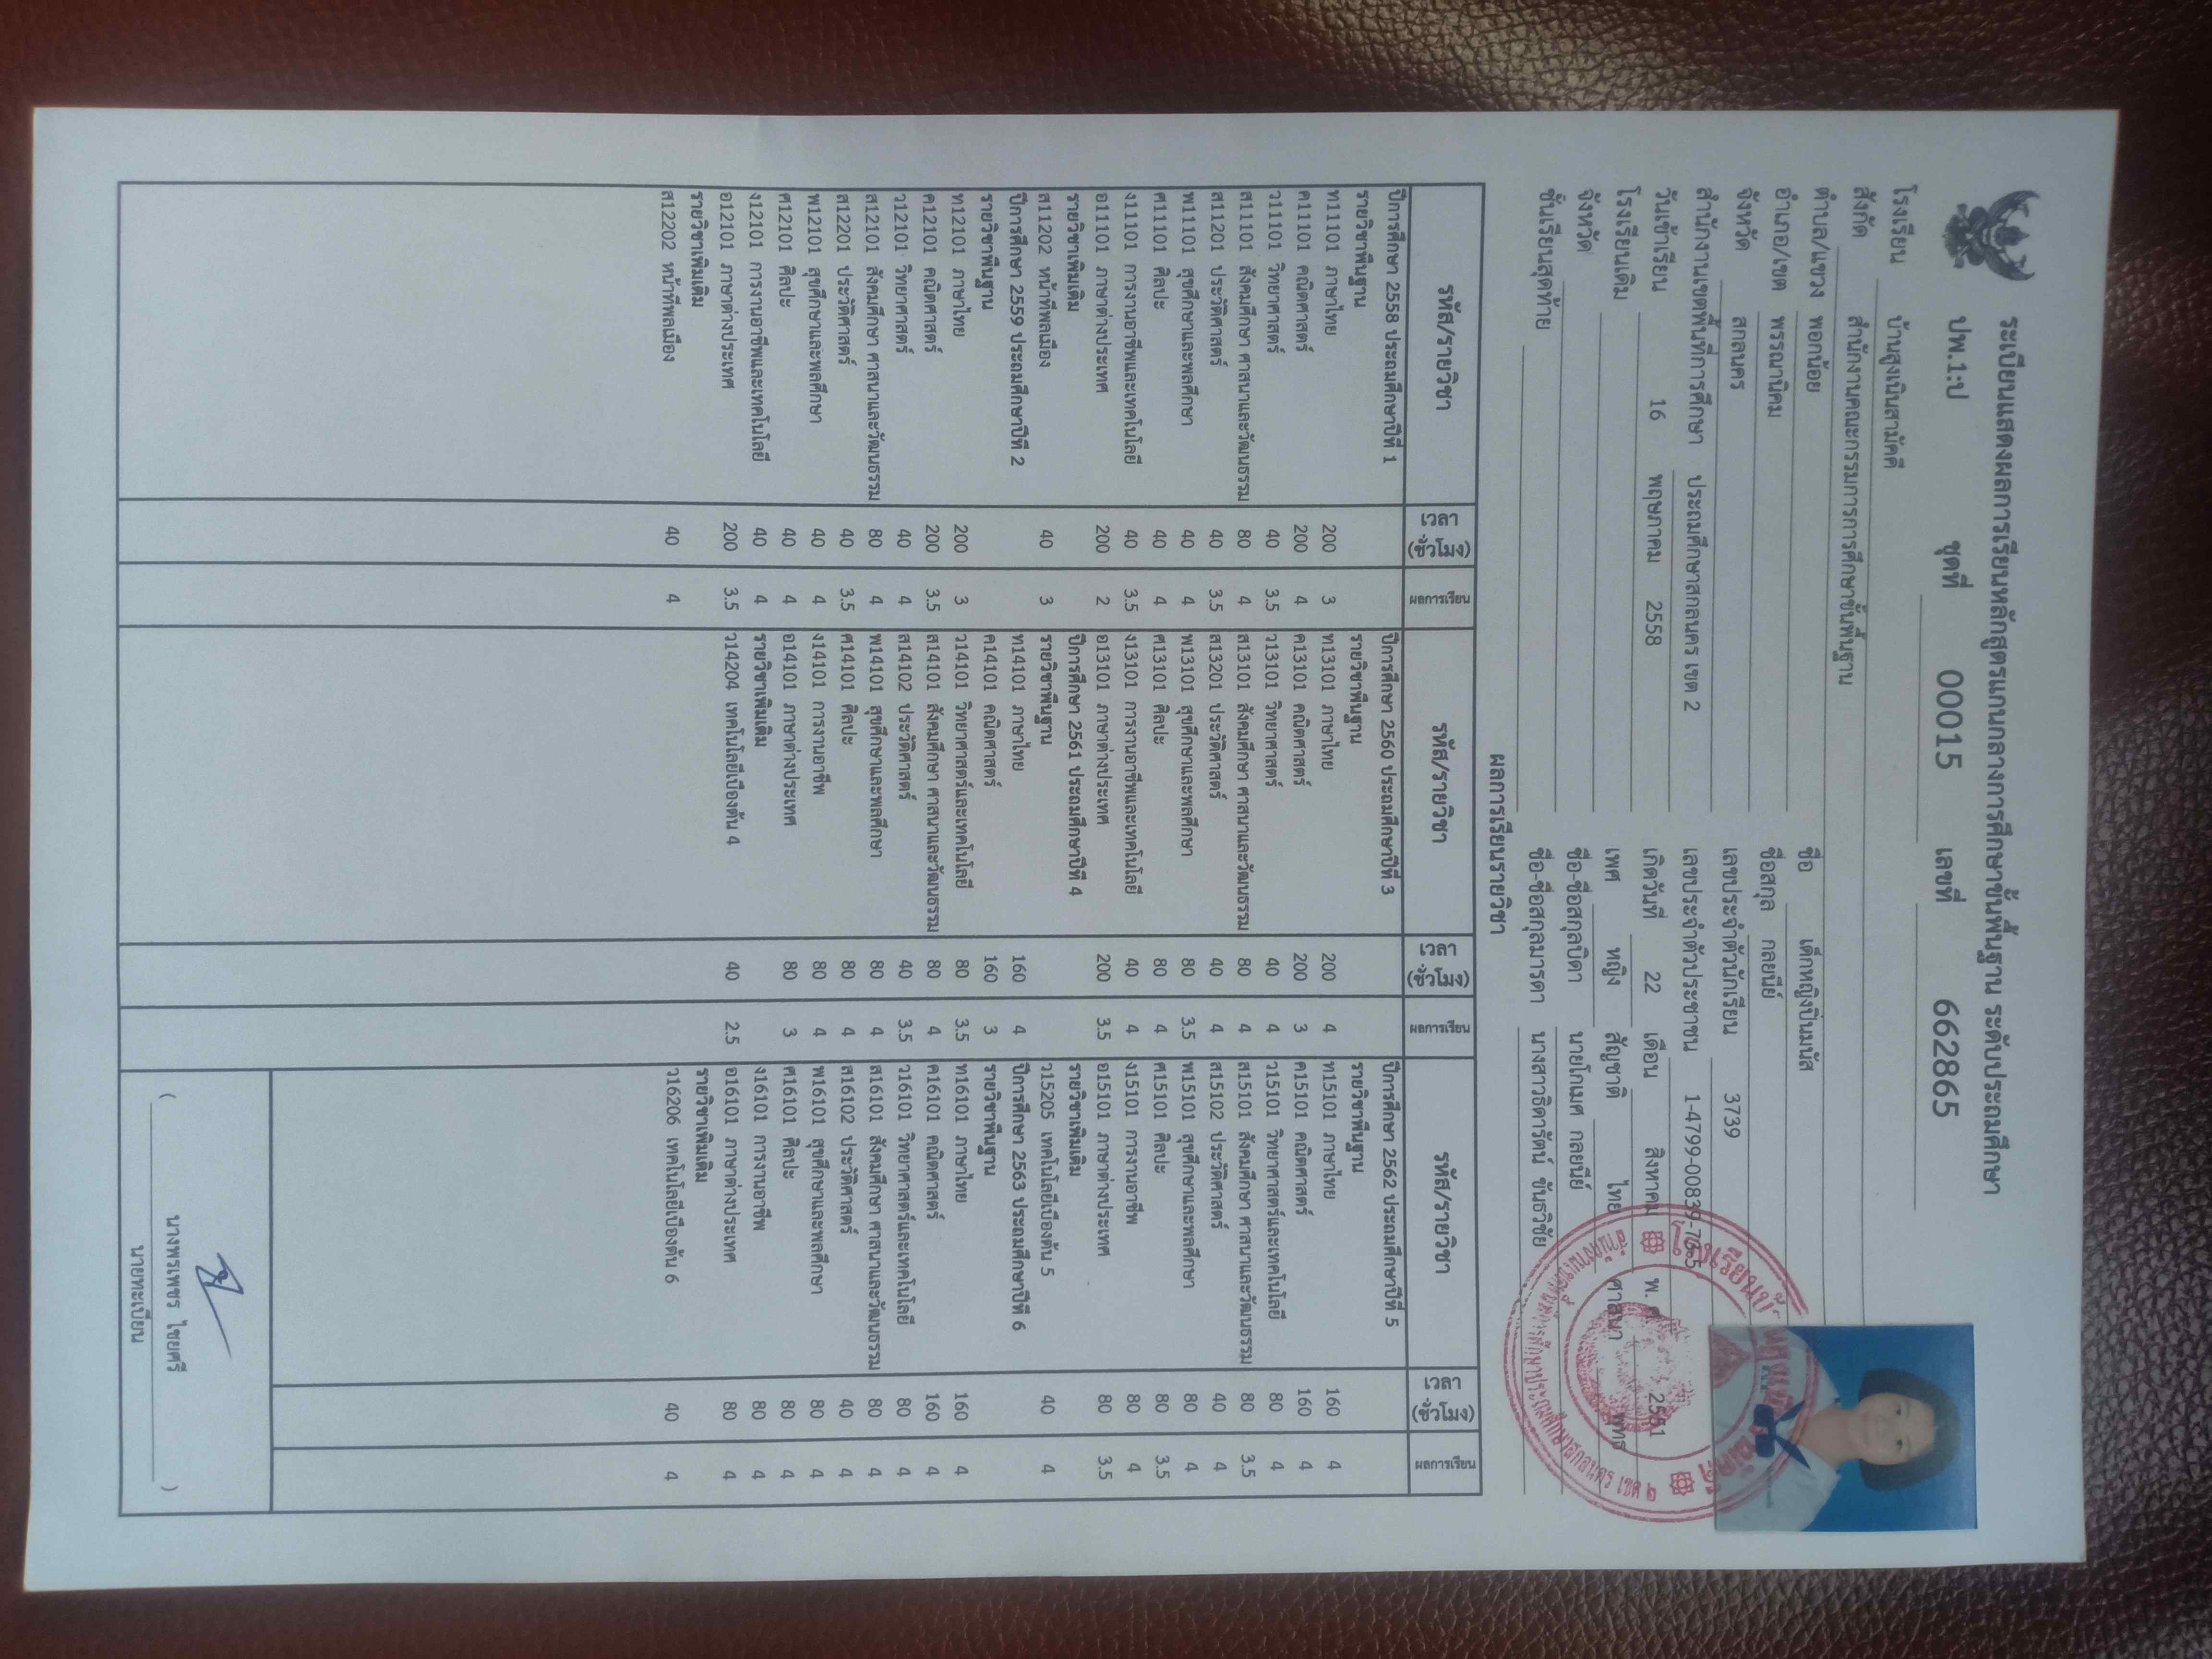 ระเบียนแสดงผลการเรียนหลักสูตรแกนกลางการศึกษาขั้นพื้นฐาน ระดับประถมศึกษา
ปพ.1:ป ชุดที่ 00015 เลขที่ 662865
โรงเรียน บ้านสูงเนินสามัคคี
สังกัด สำนักงานคณะกรรมการการศึกษาขั้นพื้นฐาน
ตำบล/แขวง พอกน้อย
อำเภอ/เขต พรรณานิคม
จังหวัด สกลนคร
สำนักงานเขตพื้นที่การศึกษา ประถมศึกษาสกลนคร เขต 2
วันเข้าเรียน 16 พฤษภาคม 2558
โรงเรียนเดิม
จังหวัด
ชั้นเรียนสุดท้าย
ชื่อ เด็กหญิงปิ่นมนัส
ชื่อสกุล กลยนีย์
เลขประจำตัวนักเรียน 3739
เลขประจำตัวประชาชน 1-4799-00839-
เกิดวันที่ 22 เดือน สิงหาคม พ.
เพศ หญิง สัญชาติ ไทย ศาสนา พุทธ
ชื่อ-ชื่อสกุลบิดา นายโกเมศ กลยนีย์
ชื่อ-ชื่อสกุลมารดา นางสาวธิดารัตน์ ขันธวิชัย
ผลการเรียนรายวิชา
รหัส/รายวิชา เวลา (ชั่วโมง) ผลการเรียน
ปีการศึกษา 2558 ประถมศึกษาปีที่ 1
รายวิชาพื้นฐาน
ท11101 ภาษาไทย 200 3
ค11101 คณิตศาสตร์ 200 4
ว11101 วิทยาศาสตร์ 40 3.5
ส11101 สังคมศึกษา ศาสนาและวัฒนธรรม 80 4
ส11201 ประวัติศาสตร์ 40 3.5
พ11101 สุขศึกษาและพลศึกษา 40 4
ศ11101 ศิลปะ 40 4
ง11101 การงานอาชีพและเทคโนโลยี 40 3.5
อ11101 ภาษาต่างประเทศ 200 2
รายวิชาเพิ่มเติม
ส11202 หน้าที่พลเมือง 40 3
ปีการศึกษา 2559 ประถมศึกษาปีที่ 2
รายวิชาพื้นฐาน
ท12101 ภาษาไทย 200 3
ค12101 คณิตศาสตร์ 200 3.5
ว12101 วิทยาศาสตร์ 40 4
ส12101 สังคมศึกษา ศาสนาและวัฒนธรรม 80 4
ส12201 ประวัติศาสตร์ 40 3.5
พ12101 สุขศึกษาและพลศึกษา 40 4
ศ12101 ศิลปะ 40 4
ง12101 การงานอาชีพและเทคโนโลยี 40 4
อ12101 ภาษาต่างประเทศ 200 3.5
รายวิชาเพิ่มเติม
ส12202 หน้าที่พลเมือง 40 4
รหัส/รายวิชา เวลา (ชั่วโมง) ผลการเรียน
ปีการศึกษา 2560 ประถมศึกษาปีที่ 3
รายวิชาพื้นฐาน
ท13101 ภาษาไทย 200 4
ค13101 คณิตศาสตร์ 200 3
ว13101 วิทยาศาสตร์ 40 4
ส13101 สังคมศึกษา ศาสนาและวัฒนธรรม 80 4
ส13201 ประวัติศาสตร์ 40 4
พ13101 สุขศึกษาและพลศึกษา 80 3.5
ศ13101 ศิลปะ 80 4
ง13101 การงานอาชีพและเทคโนโลยี 40 4
อ13101 ภาษาต่างประเทศ 200 3.5
ปีการศึกษา 2561 ประถมศึกษาปีที่ 4
รายวิชาพื้นฐาน
ท14101 ภาษาไทย 160 4
ค14101 คณิตศาสตร์ 160 3
ว14101 วิทยาศาสตร์และเทคโนโลยี 80 3.5
ส14101 สังคมศึกษา ศาสนาและวัฒนธรรม 80 4
ส14102 ประวัติศาสตร์ 40 3.5
พ14101 สุขศึกษาและพลศึกษา 80 4
ศ14101 ศิลปะ 80 4
ง14101 การงานอาชีพ 80 4
อ14101 ภาษาต่างประเทศ 80 3
รายวิชาเพิ่มเติม
ว14204 เทคโนโลยีเบื้องต้น 4 40 2.5
รหัส/รายวิชา เวลา (ชั่วโมง) ผลการเรียน
ปีการศึกษา 2562 ประถมศึกษาปีที่ 5
รายวิชาพื้นฐาน
ท15101 ภาษาไทย 160 4
ค15101 คณิตศาสตร์ 160 4
ว15101 วิทยาศาสตร์และเทคโนโลยี 80 4
ส15101 สังคมศึกษา ศาสนาและวัฒนธรรม 80 3.5
ส15102 ประวัติศาสตร์ 40 4
พ15101 สุขศึกษาและพลศึกษา 80 4
ศ15101 ศิลปะ 80 3.5
ง15101 การงานอาชีพ 80 4
อ15101 ภาษาต่างประเทศ 80 3.5
รายวิชาเพิ่มเติม
ว15205 เทคโนโลยีเบื้องต้น 5 40 4
ปีการศึกษา 2563 ประถมศึกษาปีที่ 6
รายวิชาพื้นฐาน
ท16101 ภาษาไทย 160 4
ค16101 คณิตศาสตร์ 160 4
ว16101 วิทยาศาสตร์และเทคโนโลยี 80 4
ส16101 สังคมศึกษา ศาสนาและวัฒนธรรม 80 4
ส16102 ประวัติศาสตร์ 40 4
พ16101 สุขศึกษาและพลศึกษา 80 4
ศ16101 ศิลปะ 80 4
ง16101 การงานอาชีพ 80 4
อ16101 ภาษาต่างประเทศ 80 4
รายวิชาเพิ่มเติม
ว16206 เทคโนโลยีเบื้องต้น 6 40 4
( นางพรเพชร ไชยศรี )
นายทะเบียน